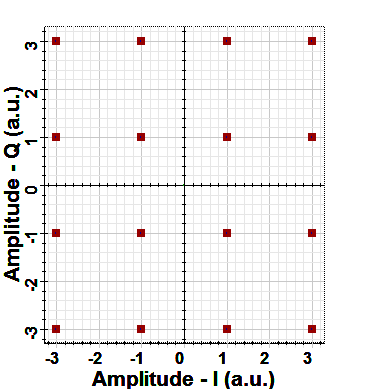 Amplitude - Q (a.u.)
3
2
1
0
-1
-2
-3
-3 -2 -1 0 1 2 3
Amplitude - I (a.u.)